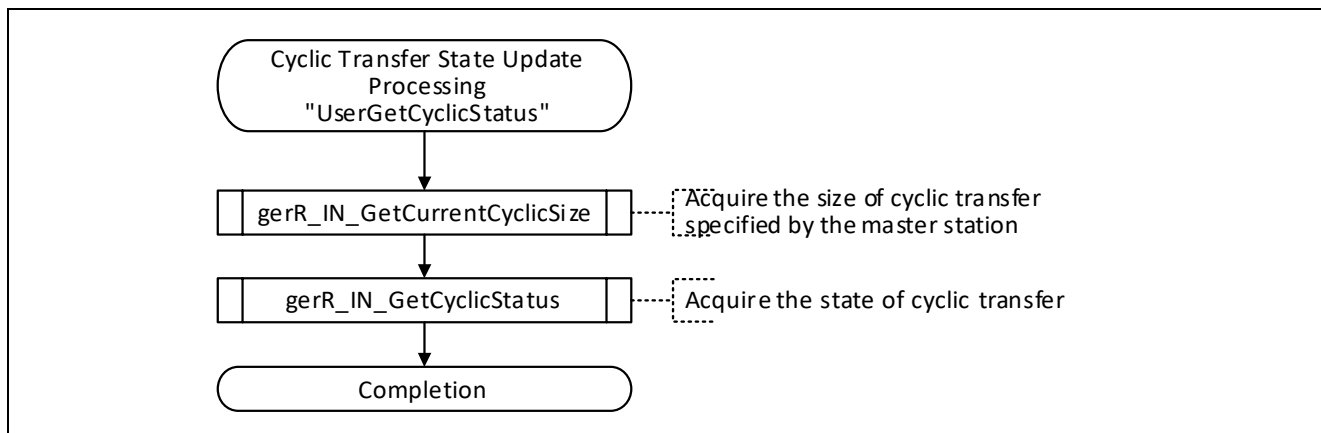 Cyclic Transfer State Update
Processing
"UserGetCyclicStatus"
gerR_IN_GetCurrentCyclicSize
Acquire the size of cyclic transfer
specified by the master station
gerR_IN_GetCyclicStatus
Acquire the state of cyclic transfer
Completion